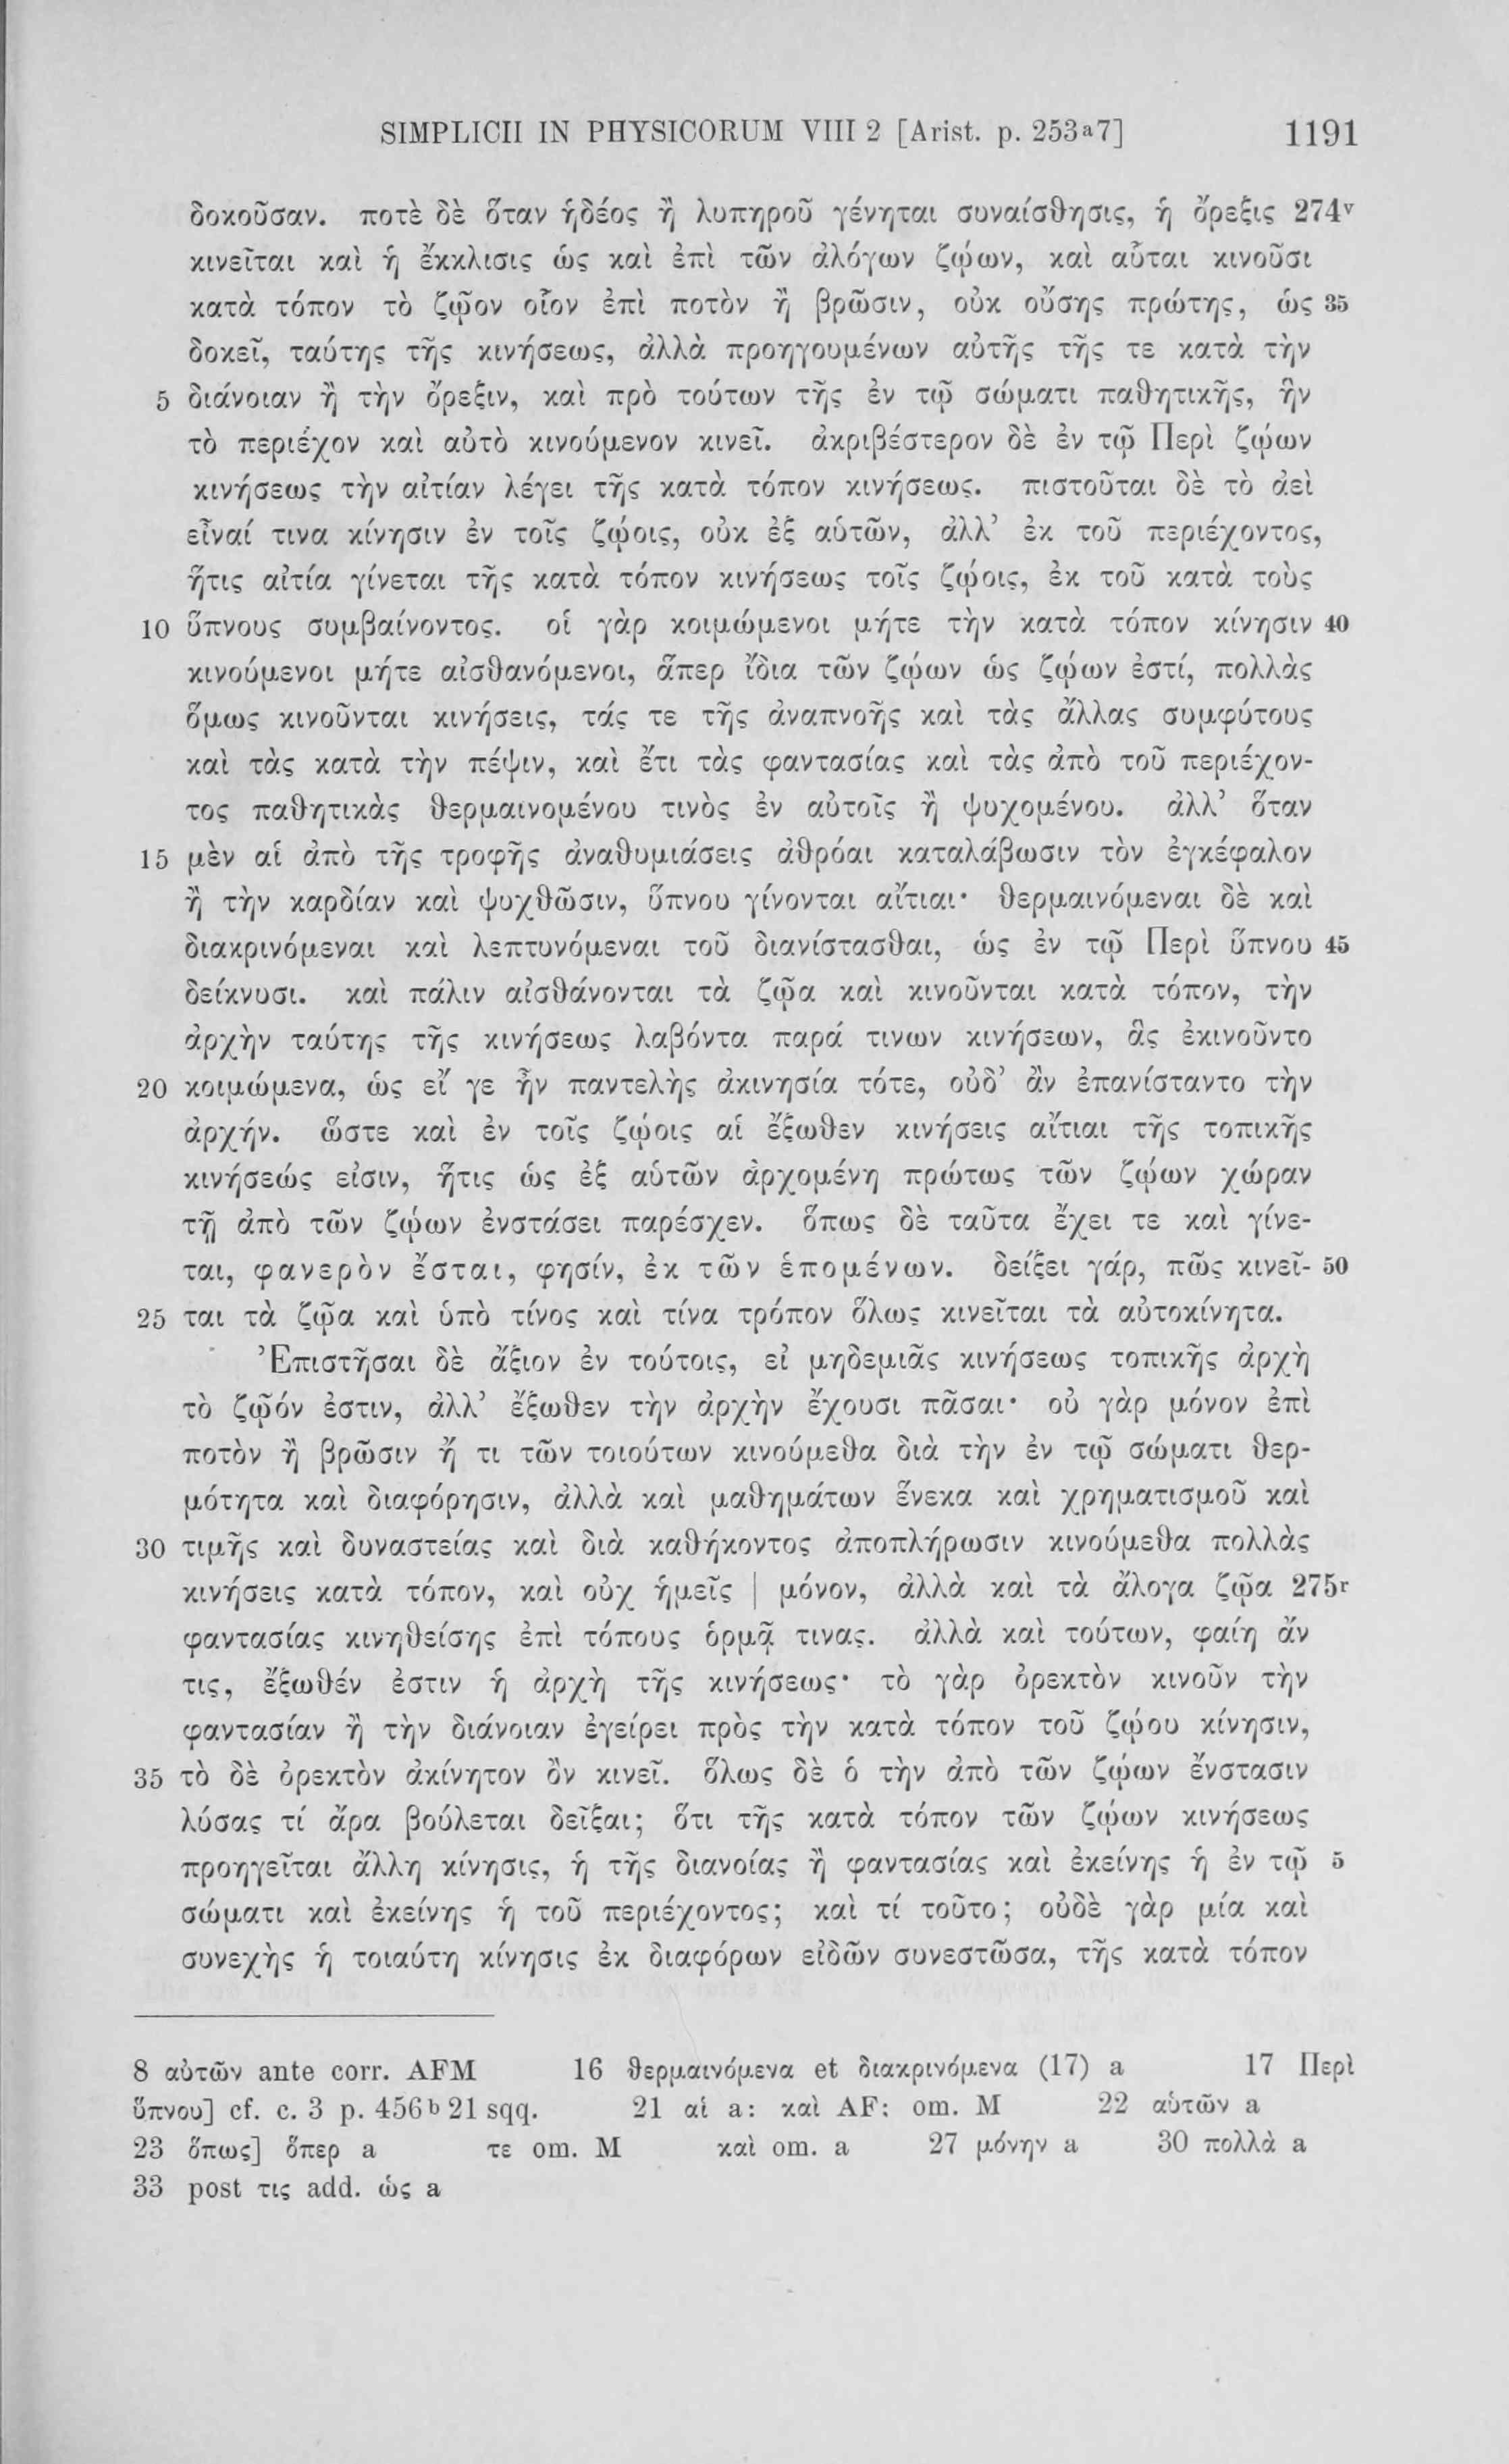 SIMPLICII IN PHYSICORUM VIII 2 [Arist. p. 253ᵃ7] 1191
δοκοῦσαν. ποτὲ δὲ ὅταν ἡδέος ἢ λυπηροῦ γένηται συναίσθησις, ἡ ὄρεξις 274ᵛ
κινεῖται καὶ ἡ ἔκκλισις ὡς καὶ ἐπὶ τῶν ἀλόγων ζῴων, καὶ αὗται κινοῦσι
κατὰ τόπον τὸ ζῷον οἷον ἐπὶ ποτὸν ἢ βρῶσιν, οὐκ οὔσης πρώτης, ὡς 35
δοκεῖ, ταύτης τῆς κινήσεως, ἀλλὰ προηγουμένων αὐτῆς τῆς τε κατὰ τὴν
5 διάνοιαν ἢ τὴν ὄρεξιν, καὶ πρὸ τούτων τῆς ἐν τῷ σώματι παθητικῆς, ἣν
τὸ περιέχον καὶ αὐτὸ κινούμενον κινεῖ. ἀκριβέστερον δὲ ἐν τῷ Περὶ ζῴων
κινήσεως τὴν αἰτίαν λέγει τῆς κατὰ τόπον κινήσεως. πιστοῦται δὲ τὸ ἀεὶ
εἶναί τινα κίνησιν ἐν τοῖς ζῴοις, οὐκ ἐξ αὑτῶν, ἀλλ’ ἐκ τοῦ περιέχοντος,
ἥτις αἰτία γίνεται τῆς κατὰ τόπον κινήσεως τοῖς ζῴοις, ἐκ τοῦ κατὰ τοὺς
10 ὕπνους συμβαίνοντος. οἱ γὰρ κοιμώμενοι μήτε τὴν κατὰ τόπον κίνησιν 40
κινούμενοι μήτε αἰσθανόμενοι, ἅπερ ἴδια τῶν ζῴων ὡς ζῴων ἐστί, πολλὰς
ὅμως κινοῦνται κινήσεις, τάς τε τῆς ἀναπνοῆς καὶ τὰς ἄλλας συμφύτους
καὶ τὰς κατὰ τὴν πέψιν, καὶ ἔτι τὰς φαντασίας καὶ τὰς ἀπὸ τοῦ περιέχον-
τος παθητικὰς θερμαινομένου τινὸς ἐν αὐτοῖς ἢ ψυχομένου. ἀλλ’ ὅταν
15 μὲν αἱ ἀπὸ τῆς τροφῆς ἀναθυμιάσεις ἀθρόαι καταλάβωσιν τὸν ἐγκέφαλον
ἢ τὴν καρδίαν καὶ ψυχθῶσιν, ὕπνου γίνονται αἴτιαι· θερμαινόμεναι δὲ καὶ
διακρινόμεναι καὶ λεπτυνόμεναι τοῦ διανίστασθαι, ὡς ἐν τῷ Περὶ ὕπνου 45
δείκνυσι. καὶ πάλιν αἰσθάνονται τὰ ζῷα καὶ κινοῦνται κατὰ τόπον, τὴν
ἀρχὴν ταύτης τῆς κινήσεως λαβόντα παρά τινων κινήσεων, ἃς ἐκινοῦντο
20 κοιμώμενα, ὡς εἴ γε ἦν παντελὴς ἀκινησία τότε, οὐδ’ ἂν ἐπανίσταντο τὴν
ἀρχήν. ὥστε καὶ ἐν τοῖς ζῴοις αἱ ἔξωθεν κινήσεις αἴτιαι τῆς τοπικῆς
κινήσεώς εἰσιν, ἥτις ὡς ἐξ αὑτῶν ἀρχομένη πρώτως τῶν ζῴων χώραν
τῇ ἀπὸ τῶν ζῴων ἐνστάσει παρέσχεν. ὅπως δὲ ταῦτα ἔχει τε καὶ γίνε-
ται, φανερὸν ἔσται, φησίν, ἐκ τῶν ἑπομένων. δείξει γάρ, πῶς κινεῖ- 50
25 ται τὰ ζῷα καὶ ὑπὸ τίνος καὶ τίνα τρόπον ὅλως κινεῖται τὰ αὐτοκίνητα.
Ἐπιστῆσαι δὲ ἄξιον ἐν τούτοις, εἰ μηδεμιᾶς κινήσεως τοπικῆς ἀρχὴ
τὸ ζῷόν ἐστιν, ἀλλ’ ἔξωθεν τὴν ἀρχὴν ἔχουσι πᾶσαι· οὐ γὰρ μόνον ἐπὶ
ποτὸν ἢ βρῶσιν ἤ τι τῶν τοιούτων κινούμεθα διὰ τὴν ἐν τῷ σώματι θερ-
μότητα καὶ διαφόρησιν, ἀλλὰ καὶ μαθημάτων ἕνεκα καὶ χρηματισμοῦ καὶ
30 τιμῆς καὶ δυναστείας καὶ διὰ καθήκοντος ἀποπλήρωσιν κινούμεθα πολλὰς
κινήσεις κατὰ τόπον, καὶ οὐχ ἡμεῖς | μόνον, ἀλλὰ καὶ τὰ ἄλογα ζῷα 275ʳ
φαντασίας κινηθείσης ἐπὶ τόπους ὁρμᾷ τινας. ἀλλὰ καὶ τούτων, φαίη ἄν
τις, ἔξωθέν ἐστιν ἡ ἀρχὴ τῆς κινήσεως· τὸ γὰρ ὀρεκτὸν κινοῦν τὴν
φαντασίαν ἢ τὴν διάνοιαν ἐγείρει πρὸς τὴν κατὰ τόπον τοῦ ζῴου κίνησιν,
35 τὸ δὲ ὀρεκτὸν ἀκίνητον ὂν κινεῖ. ὅλως δὲ ὁ τὴν ἀπὸ τῶν ζῴων ἔνστασιν
λύσας τί ἄρα βούλεται δεῖξαι; ὅτι τῆς κατὰ τόπον τῶν ζῴων κινήσεως
προηγεῖται ἄλλη κίνησις, ἡ τῆς διανοίας ἢ φαντασίας καὶ ἐκείνης ἡ ἐν τῷ 5
σώματι καὶ ἐκείνης ἡ τοῦ περιέχοντος; καὶ τί τοῦτο; οὐδὲ γὰρ μία καὶ
συνεχὴς ἡ τοιαύτη κίνησις ἐκ διαφόρων εἰδῶν συνεστῶσα, τῆς κατὰ τόπον
8 αὐτῶν ante corr. AFM 16 θερμαινόμενα et διακρινόμενα (17) a 17 Περὶ
ὕπνου] cf. c. 3 p. 456ᵇ21 sqq. 21 αἱ a: καὶ AF: om. M 22 αὑτῶν a
23 ὅπως] ὅπερ a τε om. M καὶ om. a 27 μόνην a 30 πολλὰ a
33 post τις add. ὡς a